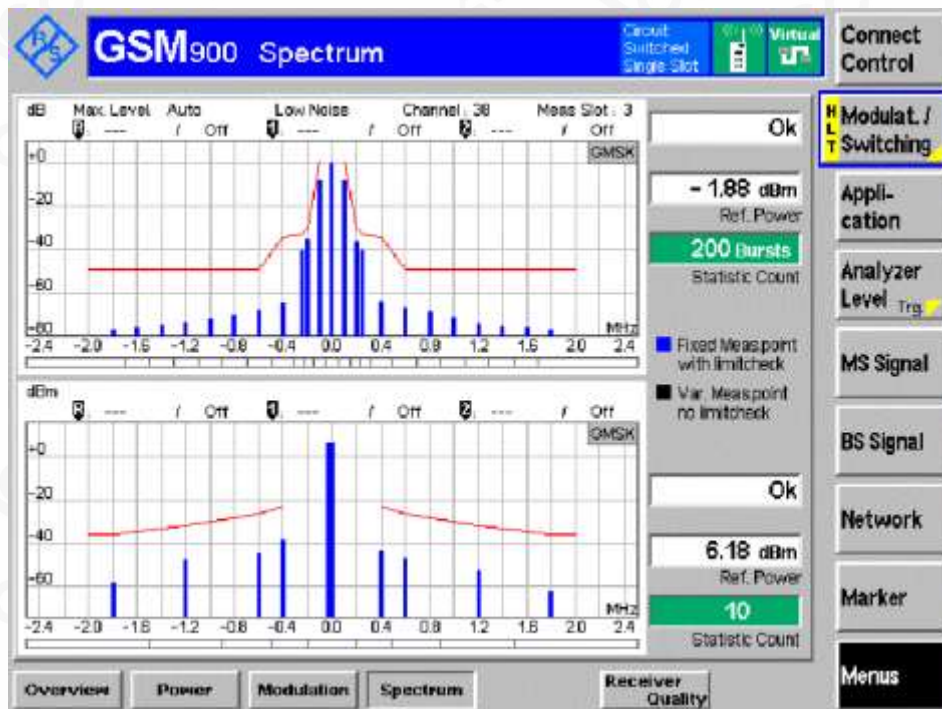 R&S
GSM900 Spectrum
Circuit Switched Single Slot
Virtual
Connect Control
dB Max. Level Auto Low Noise Channel: 38 Meas Slot: 3
R: --- / Off 1: --- / Off 2: --- / Off
GMSK
+0
-20
-40
-60
-80
MHz
-2.4 -2.0 -1.6 -1.2 -0.8 -0.4 0.0 0.4 0.8 1.2 1.6 2.0 2.4
Ok
- 1.88 dBm
Ref. Power
200 Bursts
Statistic Count
Fixed Meas.point with limitcheck
Var. Meas.point no limitcheck
dBm
R: --- / Off 1: --- / Off 2: --- / Off
GMSK
+0
-20
-40
-60
MHz
-2.4 -2.0 -1.6 -1.2 -0.8 -0.4 0.0 0.4 0.8 1.2 1.6 2.0 2.4
Ok
6.18 dBm
Ref. Power
10
Statistic Count
HLT
Modulat. / Switching
Appli-cation
Analyzer Level Trg.
MS Signal
BS Signal
Network
Marker
Menus
Overview
Power
Modulation
Spectrum
Receiver Quality